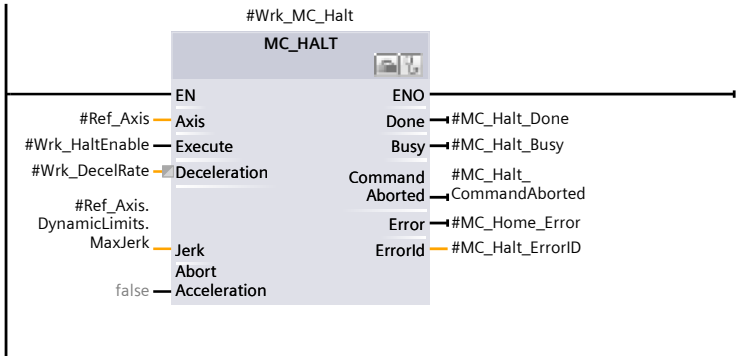 #Wrk_MC_Halt
MC_HALT
EN
ENO
#Ref_Axis
Axis
Done
#MC_Halt_Done
#Wrk_HaltEnable
Execute
Busy
#MC_Halt_Busy
#Wrk_DecelRate
Deceleration
Command
Aborted
#MC_Halt_
CommandAborted
#Ref_Axis.
DynamicLimits.
MaxJerk
Jerk
Error
#MC_Home_Error
ErrorId
#MC_Halt_ErrorID
false
Abort
Acceleration